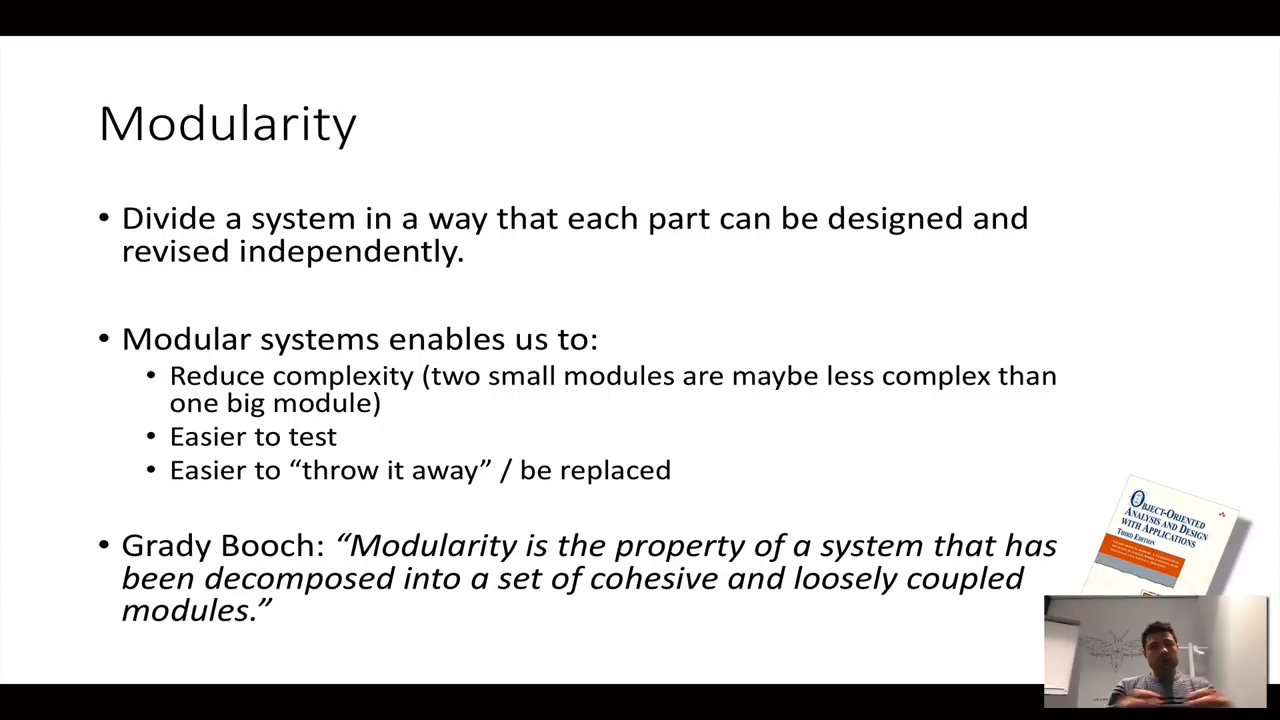 Modularity
• Divide a system in a way that each part can be designed and
revised independently.
• Modular systems enables us to:
• Reduce complexity (two small modules are maybe less complex than
one big module)
• Easier to test
• Easier to “throw it away” / be replaced
• Grady Booch: “Modularity is the property of a system that has
been decomposed into a set of cohesive and loosely coupled
modules.”
OBJECT-ORIENTED
ANALYSIS AND DESIGN
WITH APPLICATIONS
THIRD EDITION